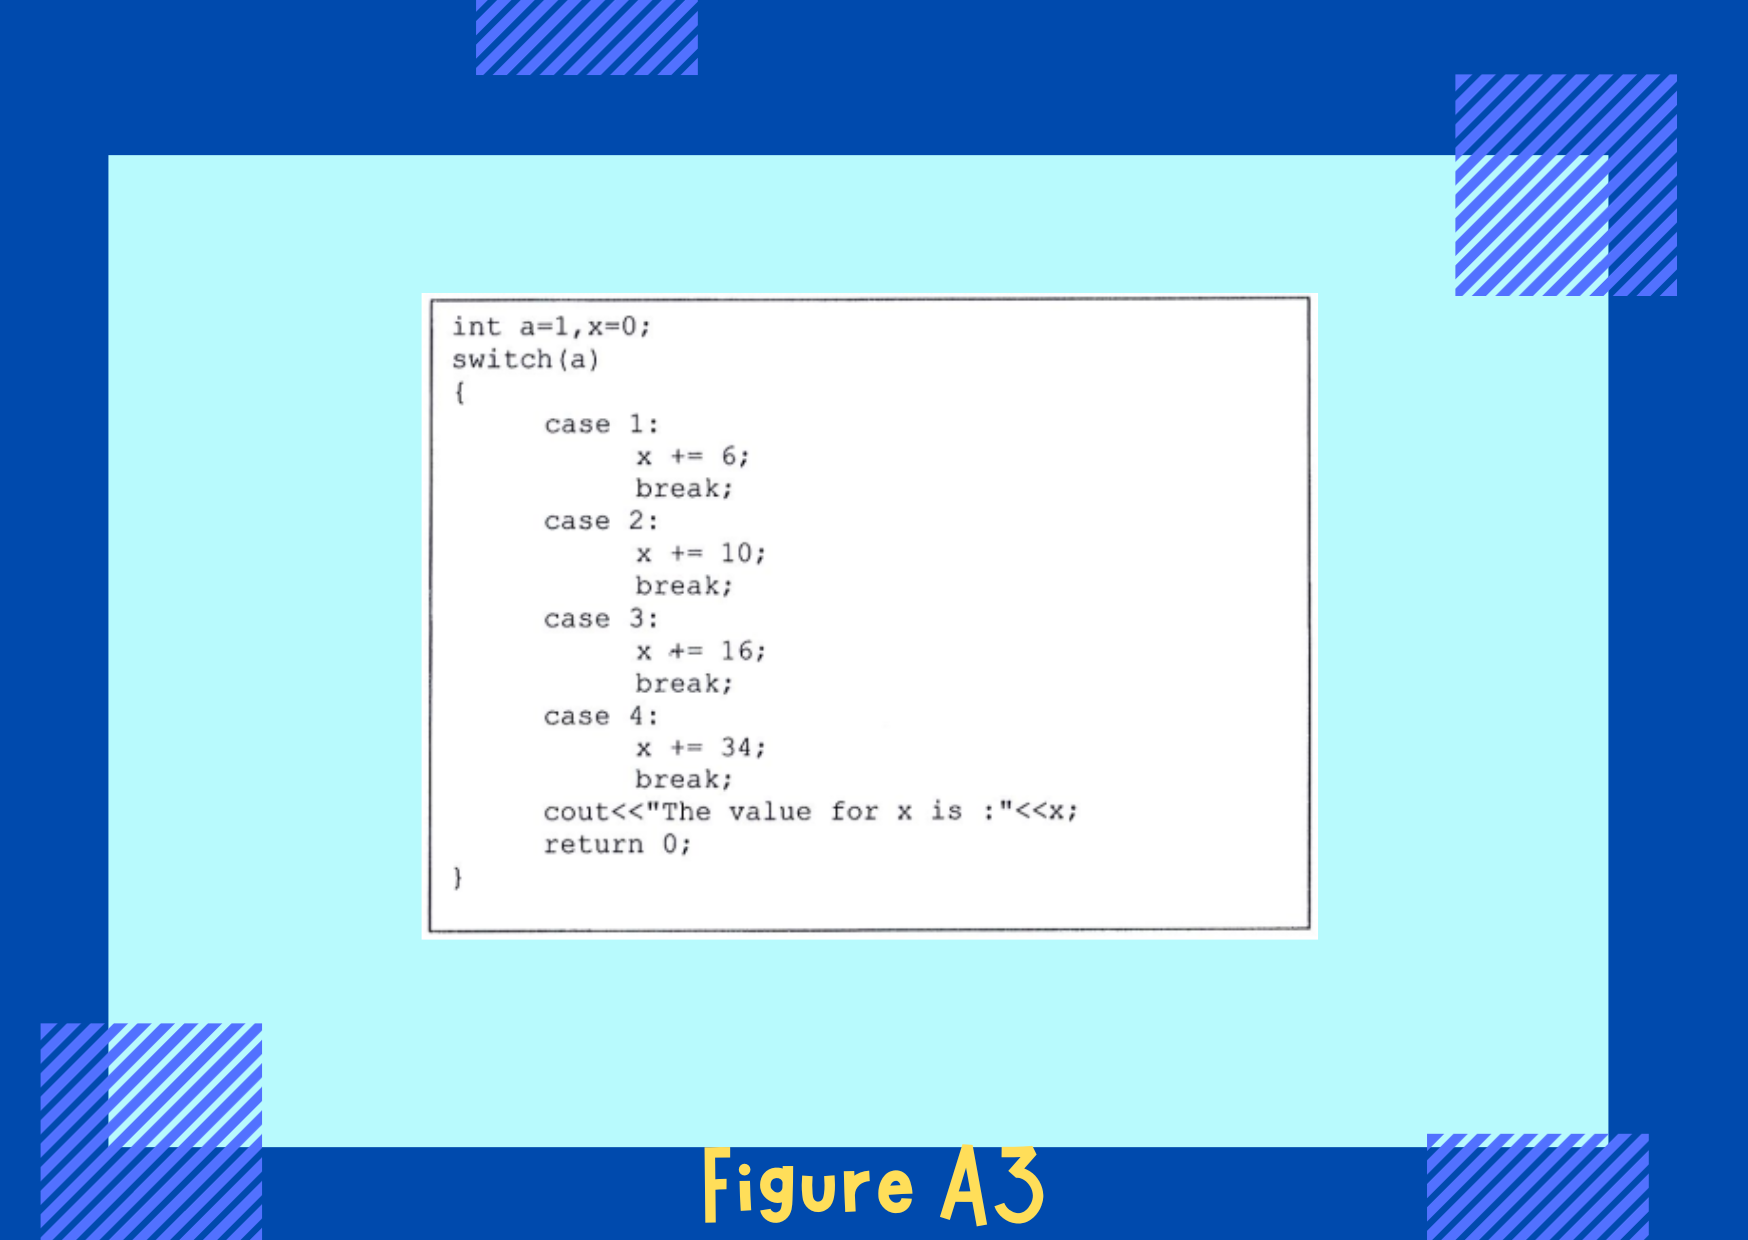 int a=1,x=0;
switch(a)
{
case 1:
x += 6;
break;
case 2:
x += 10;
break;
case 3:
x += 16;
break;
case 4:
x += 34;
break;
cout<<"The value for x is :"<<x;
return 0;
}
Figure A3